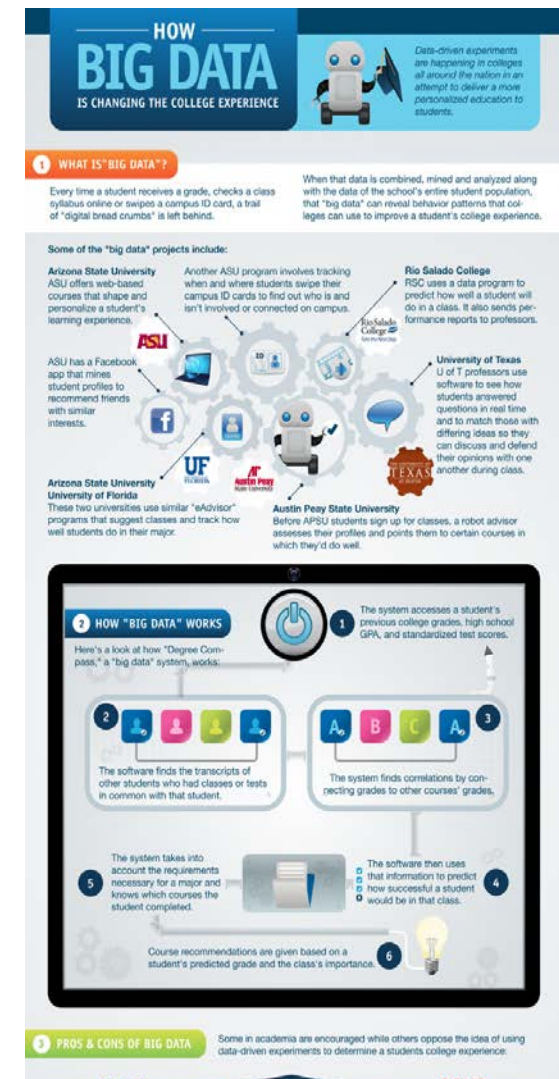 HOW
BIG DATA
IS CHANGING THE COLLEGE EXPERIENCE
Data-driven experiments
are happening in colleges
all around the nation in an
attempt to deliver a more
personalized education to
students.
1 WHAT IS "BIG DATA"?
Every time a student receives a grade, checks a class
syllabus online or swipes a campus ID card, a trail
of "digital bread crumbs" is left behind.
When that data is combined, mined and analyzed along
with the data of the school's entire student population,
that "big data" can reveal behavior patterns that col-
leges can use to improve a student's college experience.
Some of the "big data" projects include:
Arizona State University
ASU offers web-based
courses that shape and
personalize a student's
learning experience.
Another ASU program involves tracking
when and where students swipe their
campus ID cards to find out who is and
isn't involved or connected on campus.
Rio Salado College
RSC uses a data program to
predict how well a student will
do in a class. It also sends per-
formance reports to professors.
ASU
ID
Rio Salado
College
ASU has a Facebook
app that mines
student profiles to
recommend friends
with similar
interests.
f
University of Texas
U of T professors use
software to see how
students answered
questions in real time
and to match those with
differing ideas so they
can discuss and defend
their opinions with one
another during class.
UF
FLORIDA
Austin Peay
State University
TEXAS
Arizona State University
University of Florida
These two universities use similar "eAdvisor"
programs that suggest classes and track how
well students do in their major.
Austin Peay State University
Before APSU students sign up for classes, a robot advisor
assesses their profiles and points them to certain courses in
which they'd do well.
2 HOW "BIG DATA" WORKS
Here's a look at how "Degree Com-
pass," a "big data" system, works:
1
The system accesses a student's
previous college grades, high school
GPA, and standardized test scores.
2
The software finds the transcripts of
other students who had classes or tests
in common with that student.
A B C A
3
The system finds correlations by con-
necting grades to other courses' grades.
4
The software then uses
that information to predict
how successful a student
would be in that class.
5
The system takes into
account the requirements
necessary for a major and
knows which courses the
student completed.
Course recommendations are given based on a
student's predicted grade and the class's importance.
6
3 PROS & CONS OF BIG DATA
Some in academia are encouraged while others oppose the idea of using
data-driven experiments to determine a students college experience: